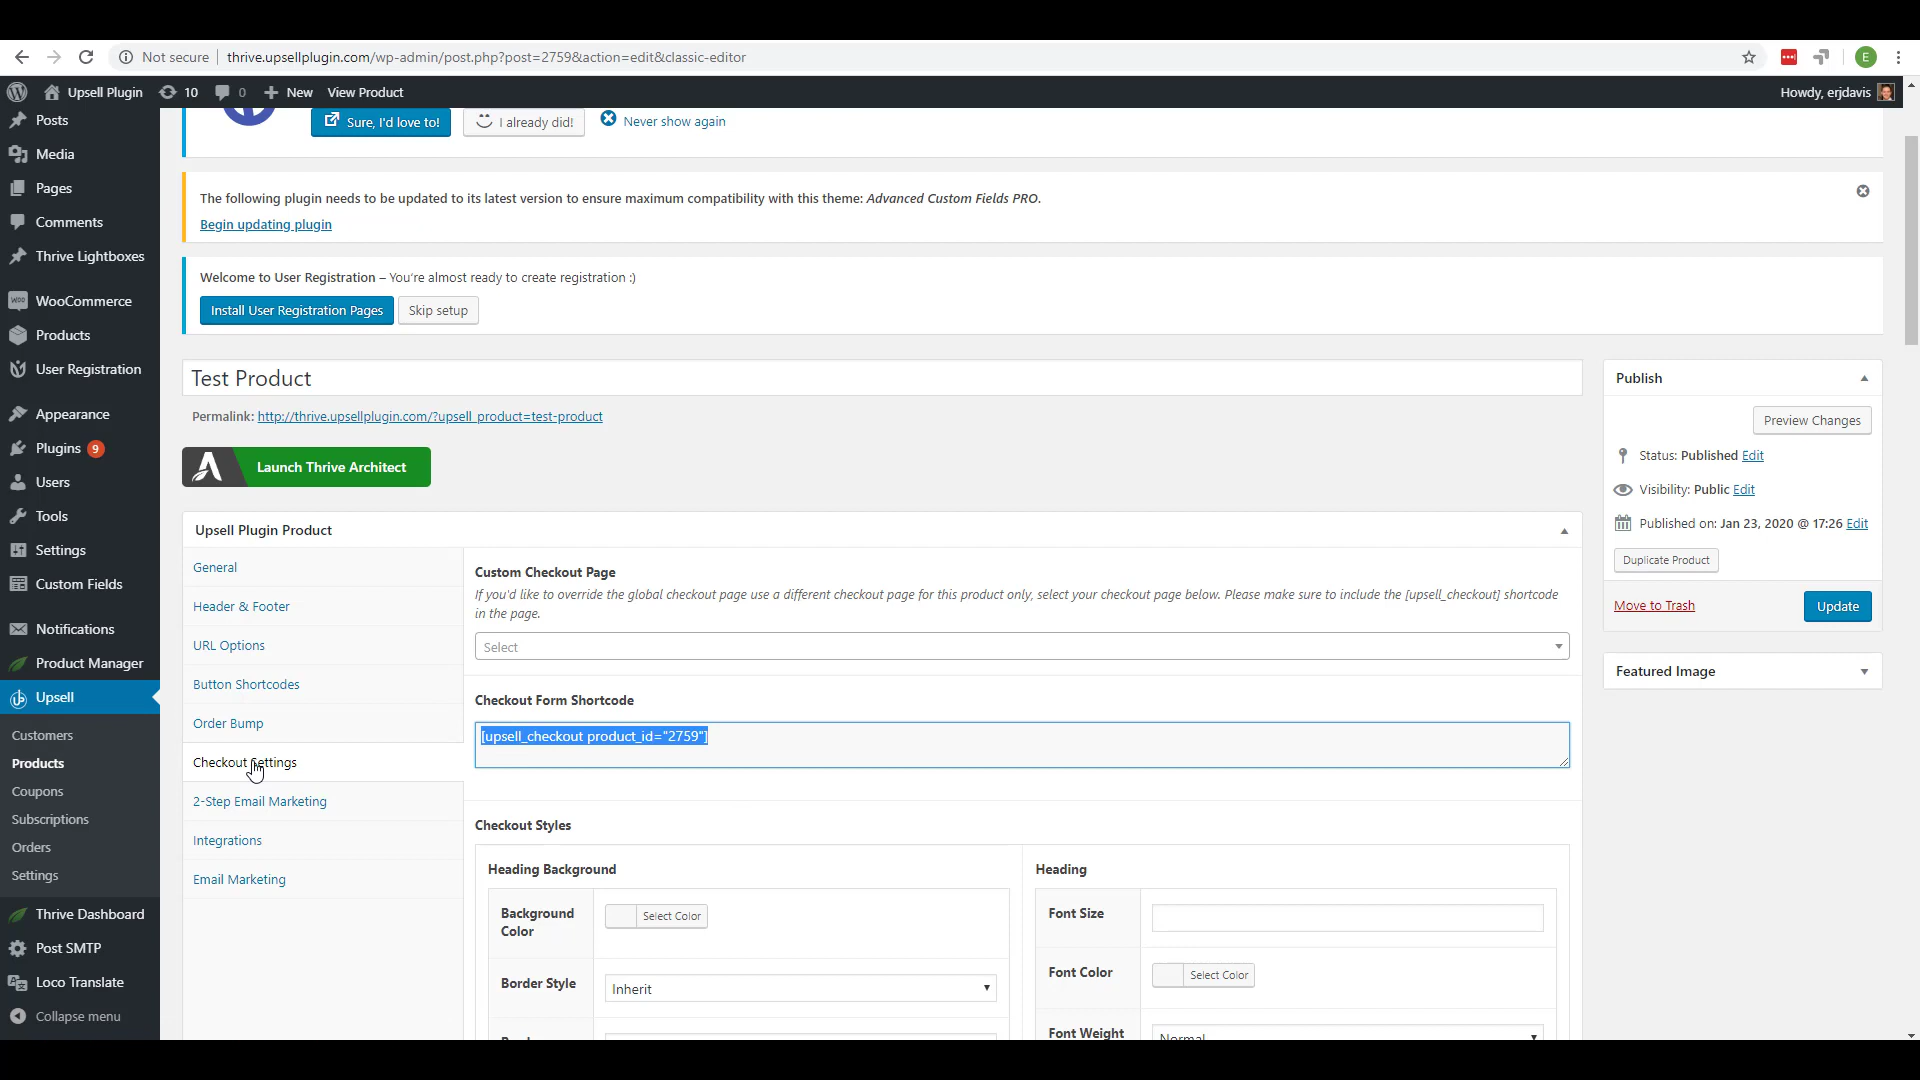 Not secure thrive.upsellplugin.com/wp-admin/post.php?post=2759&action=edit&classic-editor E
Upsell Plugin 10 0 New View Product Howdy, erjdavis
Posts
Media
Pages
Comments
Thrive Lightboxes
WooCommerce
Products
User Registration
Appearance
Plugins 9
Users
Tools
Settings
Custom Fields
Notifications
Product Manager
Upsell
Customers
Products
Coupons
Subscriptions
Orders
Settings
Thrive Dashboard
Post SMTP
Loco Translate
Collapse menu
Sure, I'd love to! I already did! Never show again
The following plugin needs to be updated to its latest version to ensure maximum compatibility with this theme: Advanced Custom Fields PRO.
Begin updating plugin
Welcome to User Registration – You're almost ready to create registration :)
Install User Registration Pages Skip setup
Test Product
Permalink: http://thrive.upsellplugin.com/?upsell_product=test-product
Launch Thrive Architect
Upsell Plugin Product
General
Header & Footer
URL Options
Button Shortcodes
Order Bump
Checkout Settings
2-Step Email Marketing
Integrations
Email Marketing
Custom Checkout Page
If you'd like to override the global checkout page use a different checkout page for this product only, select your checkout page below. Please make sure to include the [upsell_checkout] shortcode
in the page.
Select
Checkout Form Shortcode
[upsell_checkout product_id="2759"]
Checkout Styles
Heading Background
Background
Color
Select Color
Border Style Inherit
Heading
Font Size
Font Color Select Color
Font Weight Normal
Publish
Preview Changes
Status: Published Edit
Visibility: Public Edit
Published on: Jan 23, 2020 @ 17:26 Edit
Duplicate Product
Move to Trash Update
Featured Image